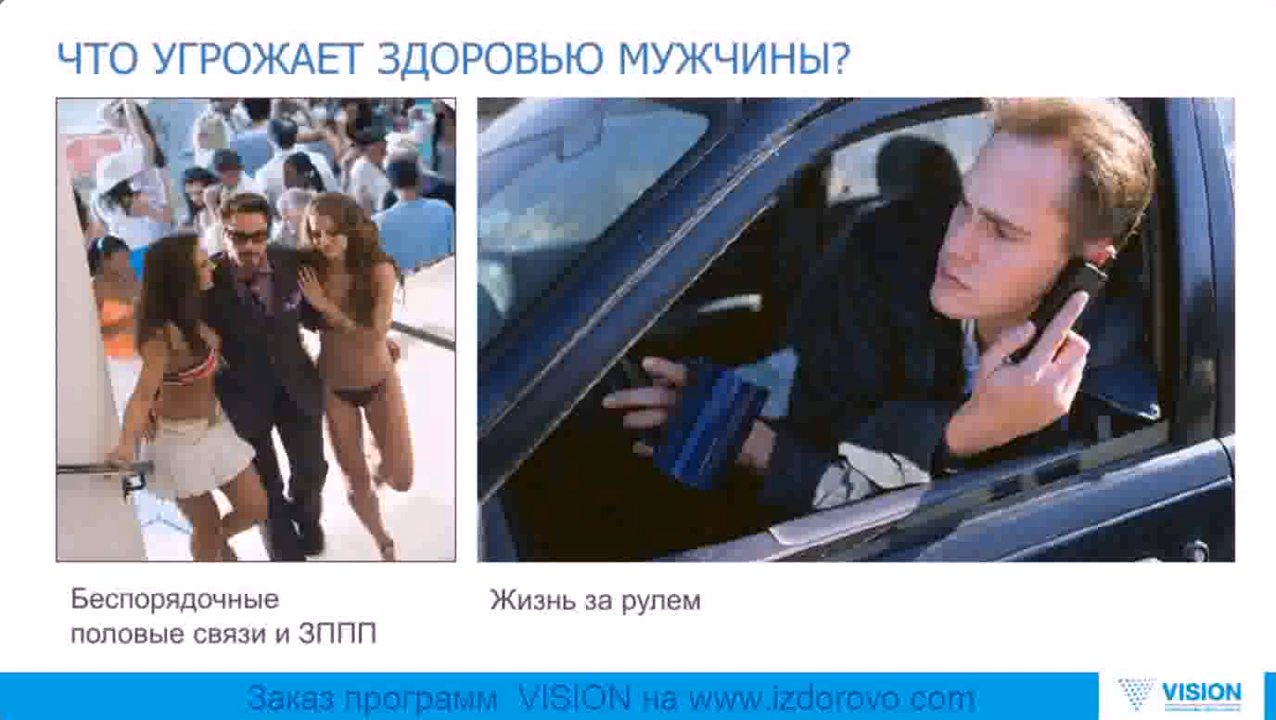 ЧТО УГРОЖАЕТ ЗДОРОВЬЮ МУЖЧИНЫ?
Беспорядочные
половые связи и ЗППП
Жизнь за рулем
Заказ программ VISION на www.izdorovo.com
VISION